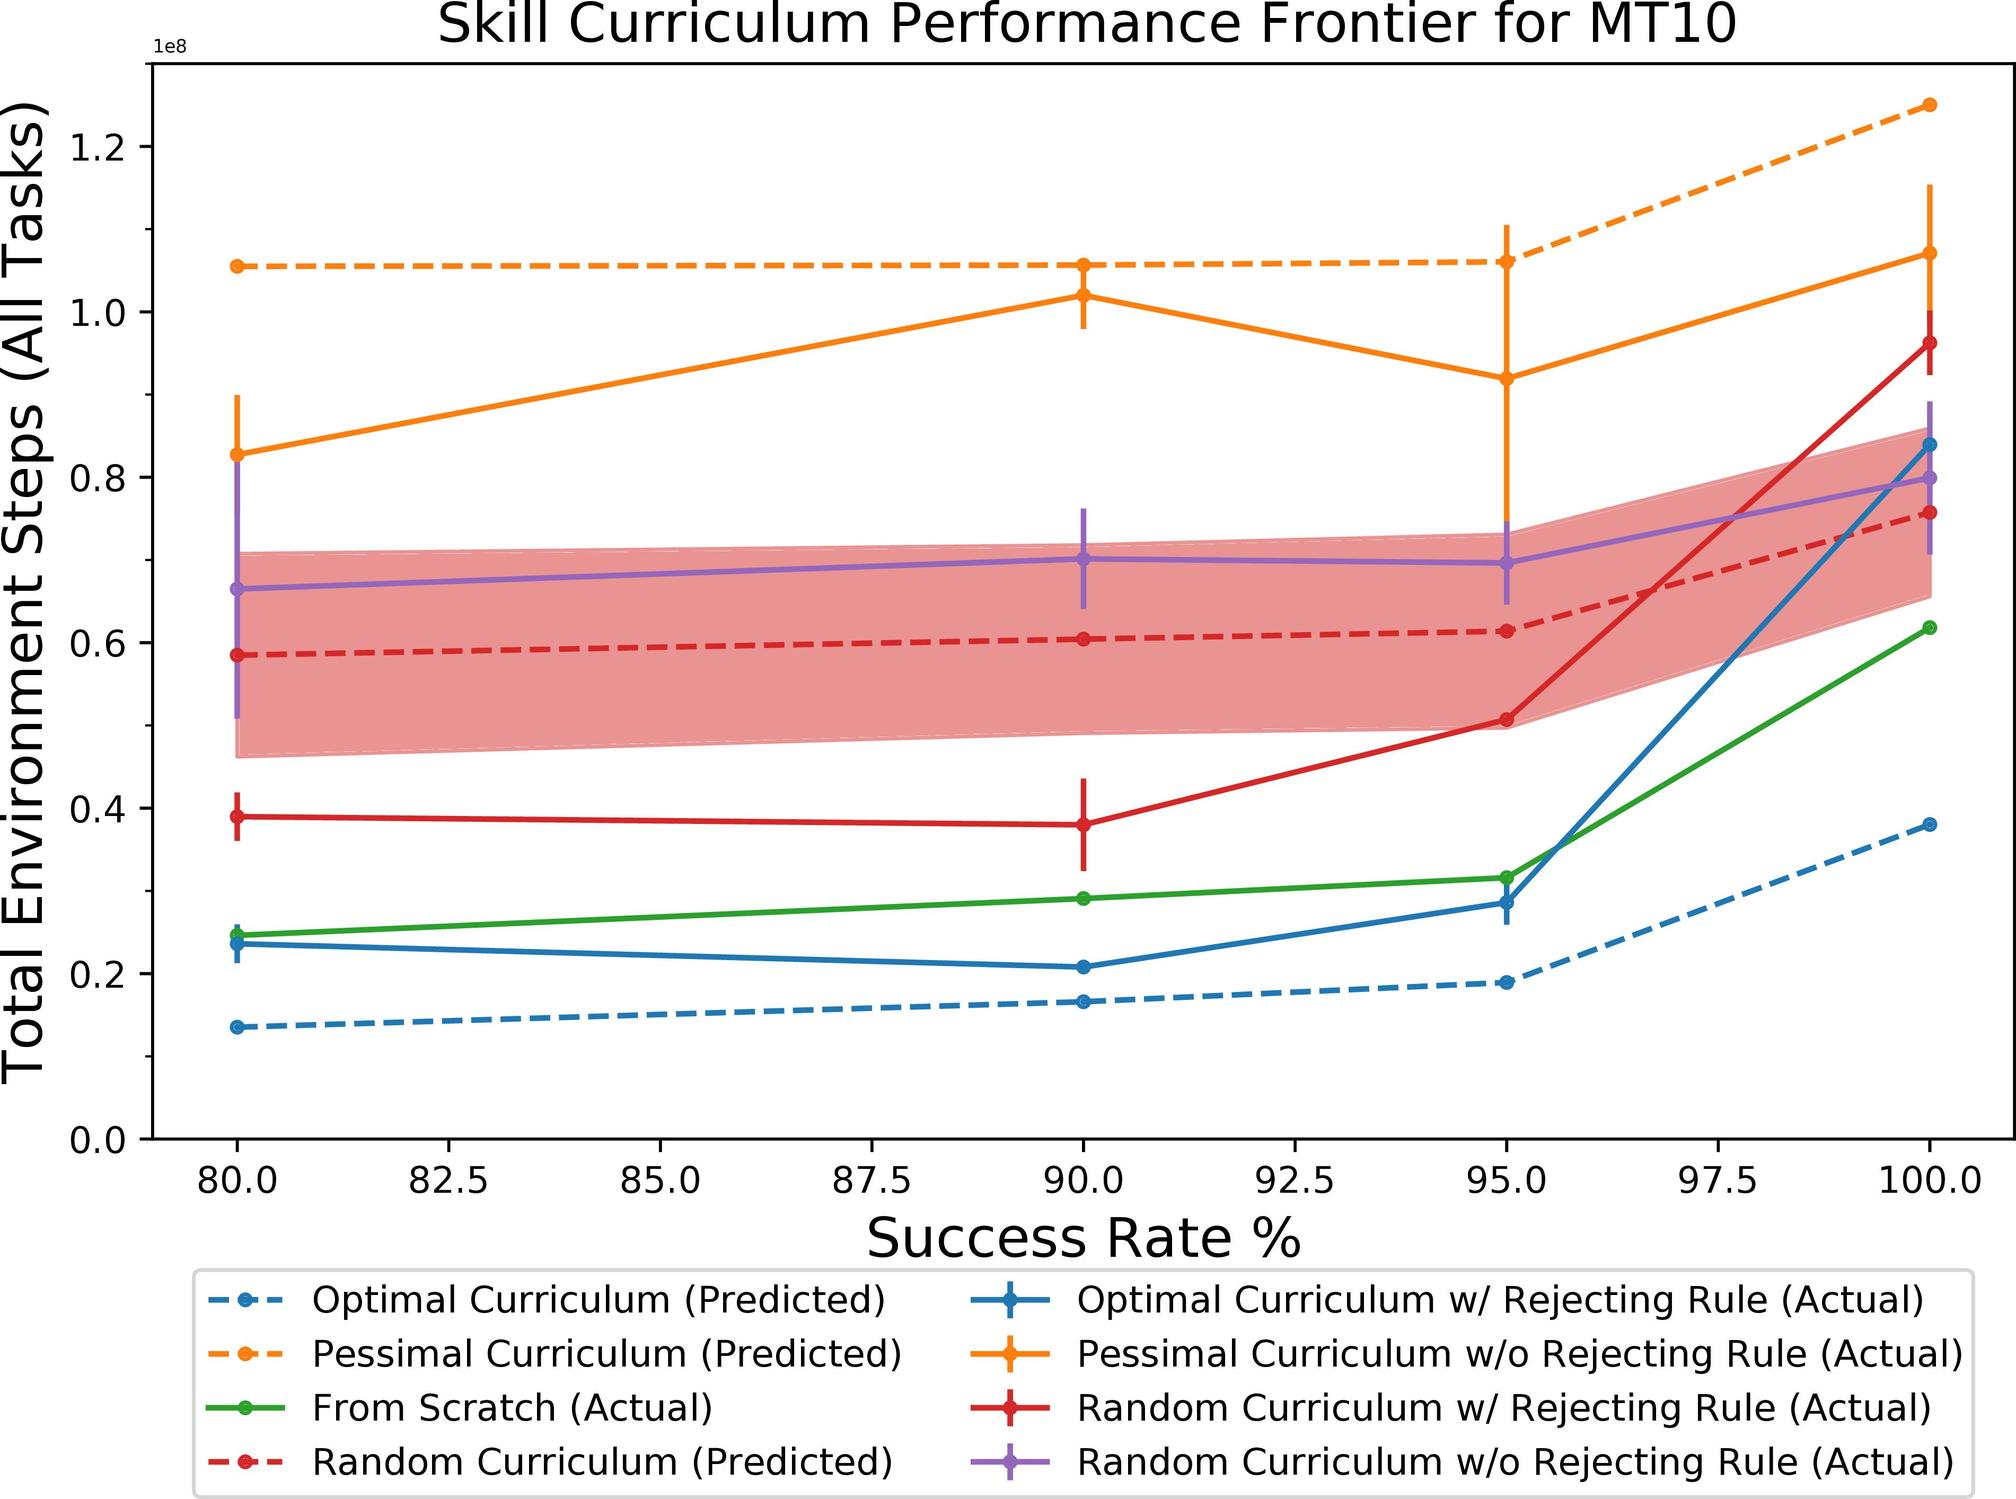 Skill Curriculum Performance Frontier for MT10
1e8
Total Environment Steps (All Tasks)
1.2
1.0
0.8
0.6
0.4
0.2
0.0
80.0 82.5 85.0 87.5 90.0 92.5 95.0 97.5 100.0
Success Rate %
Optimal Curriculum (Predicted)
Pessimal Curriculum (Predicted)
From Scratch (Actual)
Random Curriculum (Predicted)
Optimal Curriculum w/ Rejecting Rule (Actual)
Pessimal Curriculum w/o Rejecting Rule (Actual)
Random Curriculum w/ Rejecting Rule (Actual)
Random Curriculum w/o Rejecting Rule (Actual)